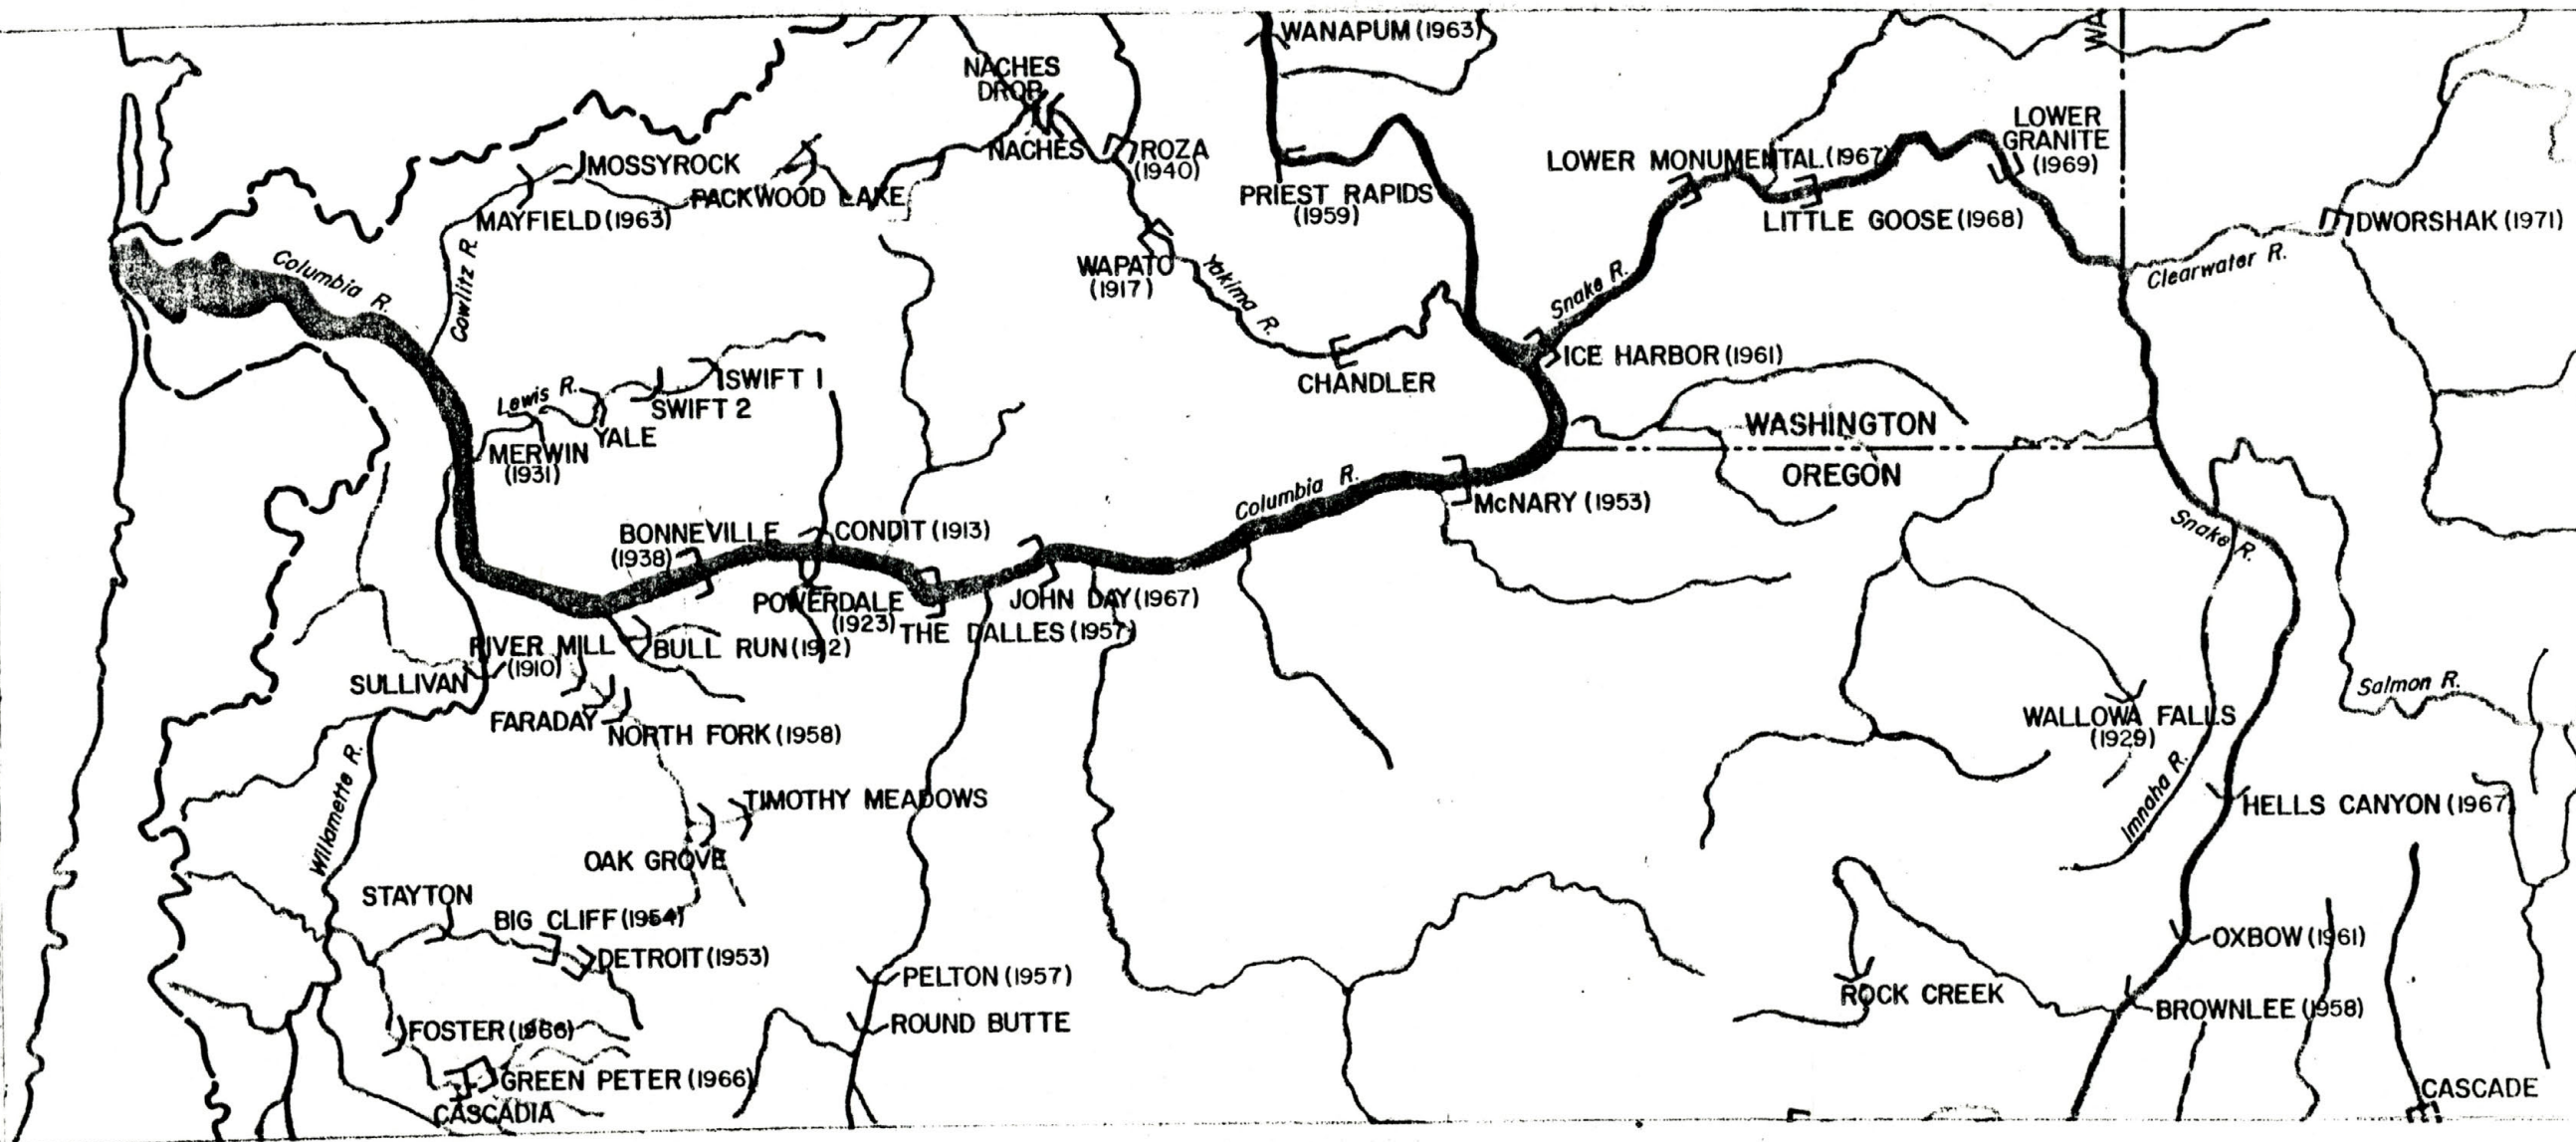 WANAPUM (1963)
WA
NACHES
DROP
NACHES
ROZA
(1940)
LOWER
GRANITE
(1969)
LOWER MONUMENTAL (1967)
MOSSYROCK
PACKWOOD LAKE
MAYFIELD (1963)
PRIEST RAPIDS
(1959)
LITTLE GOOSE (1968)
DWORSHAK (1971)
Columbia R.
Cowlitz R.
WAPATO
(1917)
Yakima R.
Snake R.
Clearwater R.
ICE HARBOR (1961)
CHANDLER
Lewis R.
SWIFT 1
SWIFT 2
YALE
MERWIN
(1931)
WASHINGTON
OREGON
Columbia R.
McNARY (1953)
BONNEVILLE
(1938)
CONDIT (1913)
Snake R.
POWERDALE
(1923)
JOHN DAY (1967)
THE DALLES (1957)
RIVER MILL
(1910)
BULL RUN (1912)
SULLIVAN
FARADAY
NORTH FORK (1958)
Salmon R.
WALLOWA FALLS
(1929)
Imnaha R.
Willamette R.
TIMOTHY MEADOWS
HELLS CANYON (1967)
OAK GROVE
STAYTON
BIG CLIFF (1954)
DETROIT (1953)
OXBOW (1961)
PELTON (1957)
ROCK CREEK
BROWNLEE (1958)
ROUND BUTTE
FOSTER (1966)
GREEN PETER (1966)
CASCADIA
CASCADE